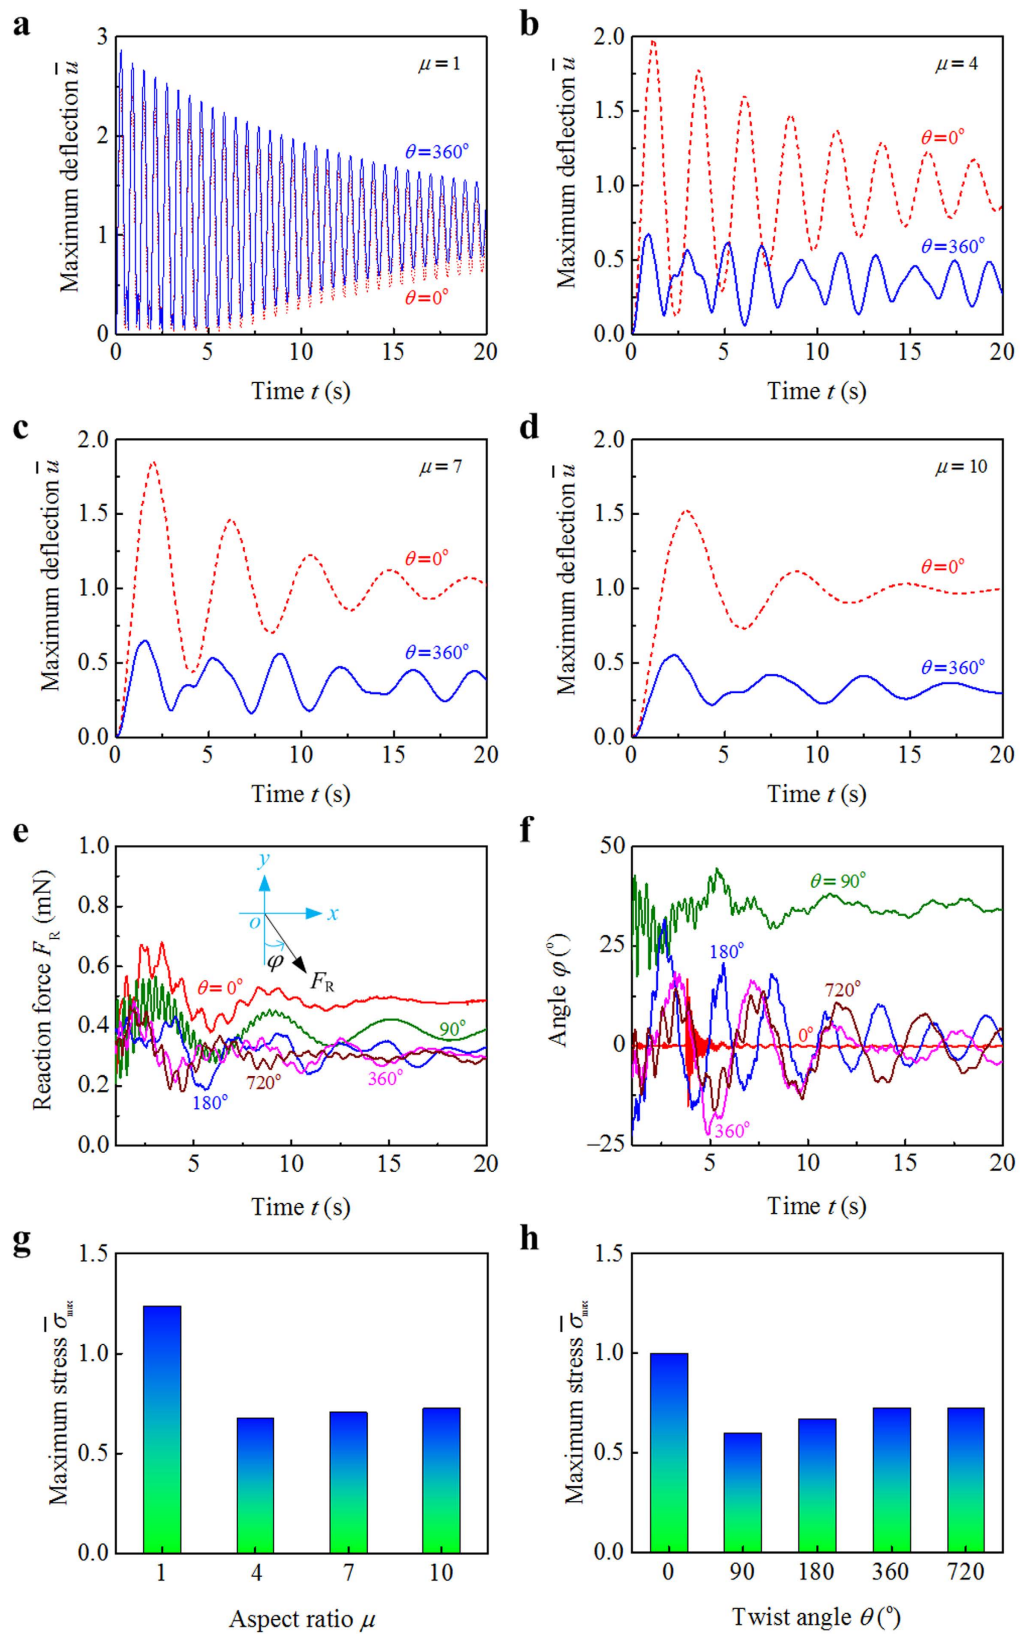 a
Maximum deflection u̅
3
2
1
0
μ = 1
θ = 360°
θ = 0°
0 5 10 15 20
Time t (s)
b
Maximum deflection u̅
2.0
1.5
1.0
0.5
0.0
μ = 4
θ = 0°
θ = 360°
0 5 10 15 20
Time t (s)
c
Maximum deflection u̅
2.0
1.5
1.0
0.5
0.0
μ = 7
θ = 0°
θ = 360°
0 5 10 15 20
Time t (s)
d
Maximum deflection u̅
2.0
1.5
1.0
0.5
0.0
μ = 10
θ = 0°
θ = 360°
0 5 10 15 20
Time t (s)
e
Reaction force F_R (mN)
1.0
0.8
0.6
0.4
0.2
0.0
y
o x
φ
F_R
θ = 0°
90°
180°
720°
360°
5 10 15 20
Time t (s)
f
Angle φ (°)
50
25
0
–25
θ = 90°
180°
720°
0°
360°
5 10 15 20
Time t (s)
g
Maximum stress σ̅_max
1.5
1.0
0.5
0.0
1 4 7 10
Aspect ratio μ
h
Maximum stress σ̅_max
1.5
1.0
0.5
0.0
0 90 180 360 720
Twist angle θ (°)